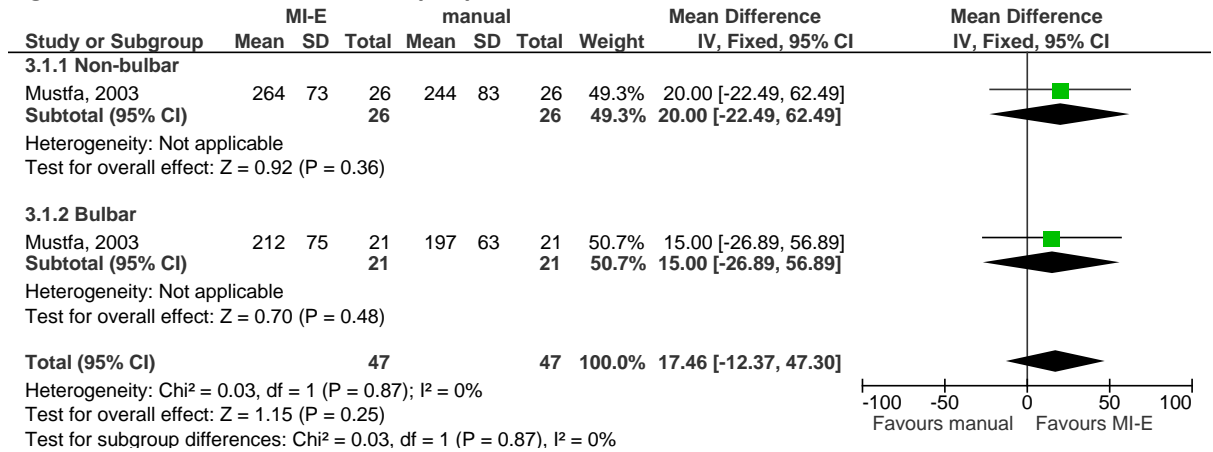 MI-E manual Mean Difference Mean Difference
Study or Subgroup Mean SD Total Mean SD Total Weight IV, Fixed, 95% CI IV, Fixed, 95% CI
3.1.1 Non-bulbar
Mustfa, 2003 264 73 26 244 83 26 49.3% 20.00 [-22.49, 62.49]
Subtotal (95% CI) 26 26 49.3% 20.00 [-22.49, 62.49]
Heterogeneity: Not applicable
Test for overall effect: Z = 0.92 (P = 0.36)
3.1.2 Bulbar
Mustfa, 2003 212 75 21 197 63 21 50.7% 15.00 [-26.89, 56.89]
Subtotal (95% CI) 21 21 50.7% 15.00 [-26.89, 56.89]
Heterogeneity: Not applicable
Test for overall effect: Z = 0.70 (P = 0.48)
Total (95% CI) 47 47 100.0% 17.46 [-12.37, 47.30]
Heterogeneity: Chi² = 0.03, df = 1 (P = 0.87); I² = 0%
Test for overall effect: Z = 1.15 (P = 0.25)
Test for subgroup differences: Chi² = 0.03, df = 1 (P = 0.87), I² = 0%
-100 -50 0 50 100
Favours manual Favours MI-E